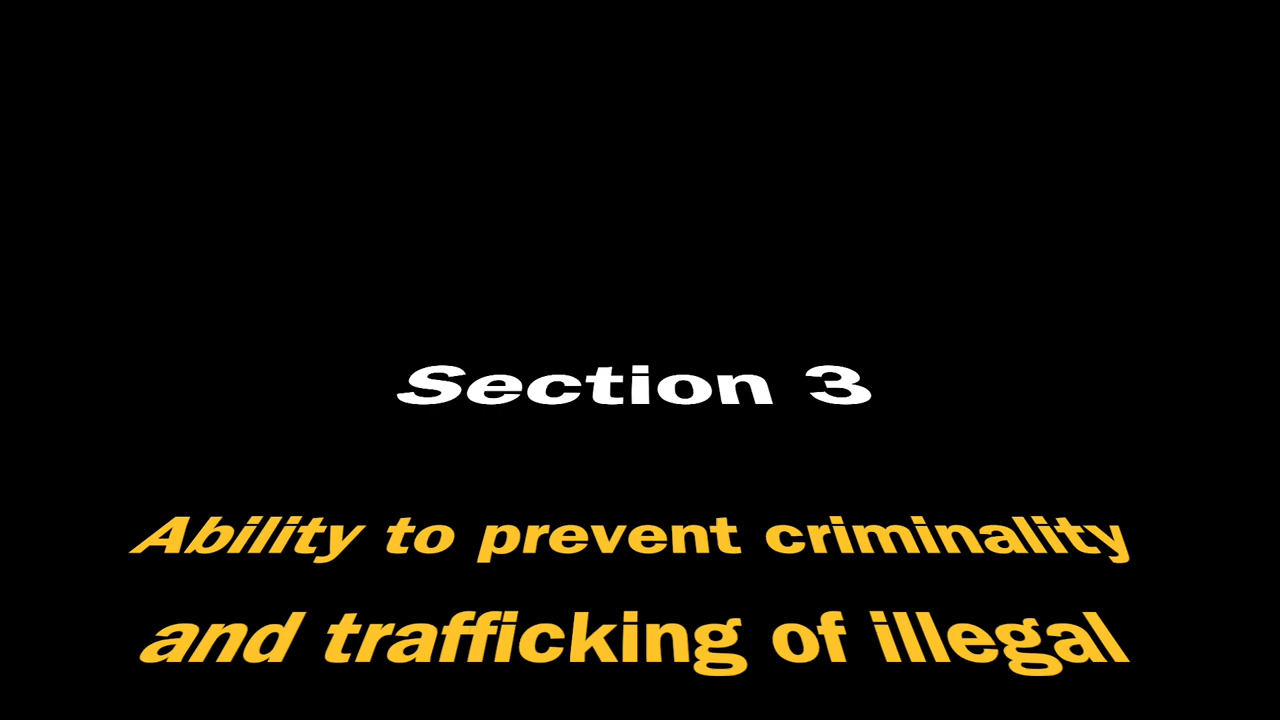 Section 3
Ability to prevent criminality
and trafficking of illegal